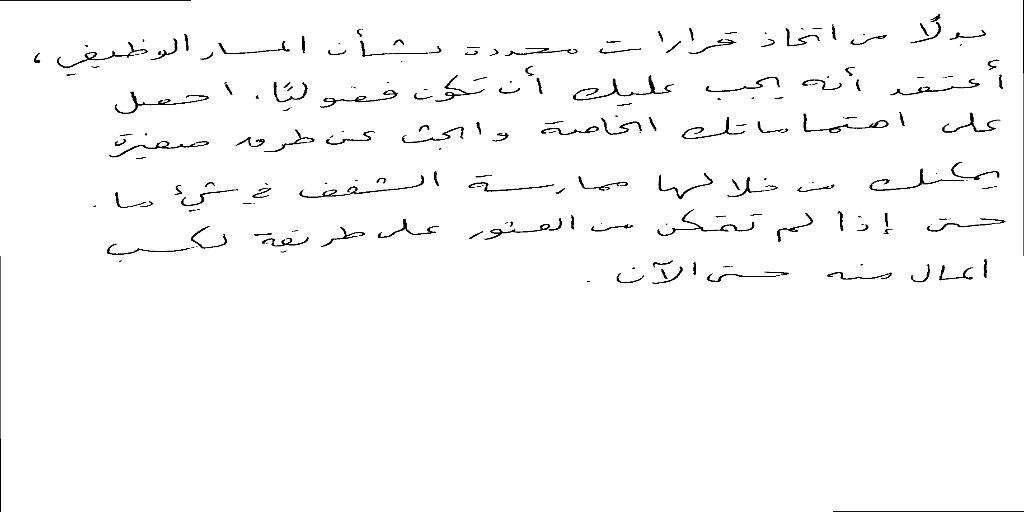 بدلًا من اتخاذ قرارات محددة بشأن المسار الوظيفي،
أعتقد أنه يجب عليك أن تكون فضوليًا. احصل
على اهتماماتك الخاصة وابحث عن طرق صغيرة
يمكنك من خلالها ممارسة الشغف في شيء ما.
حتى إذا لم تتمكن من العثور على طريقة لكسب
المال منه حتى الآن.